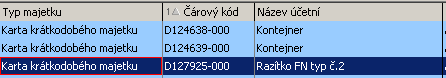 Typ majetku 1 Čárový kód Název účetní
Karta krátkodobého majetku D124638-000 Kontejner
Karta krátkodobého majetku D124639-000 Kontejner
Karta krátkodobého majetku D127925-000 Razítko FN typ č.2